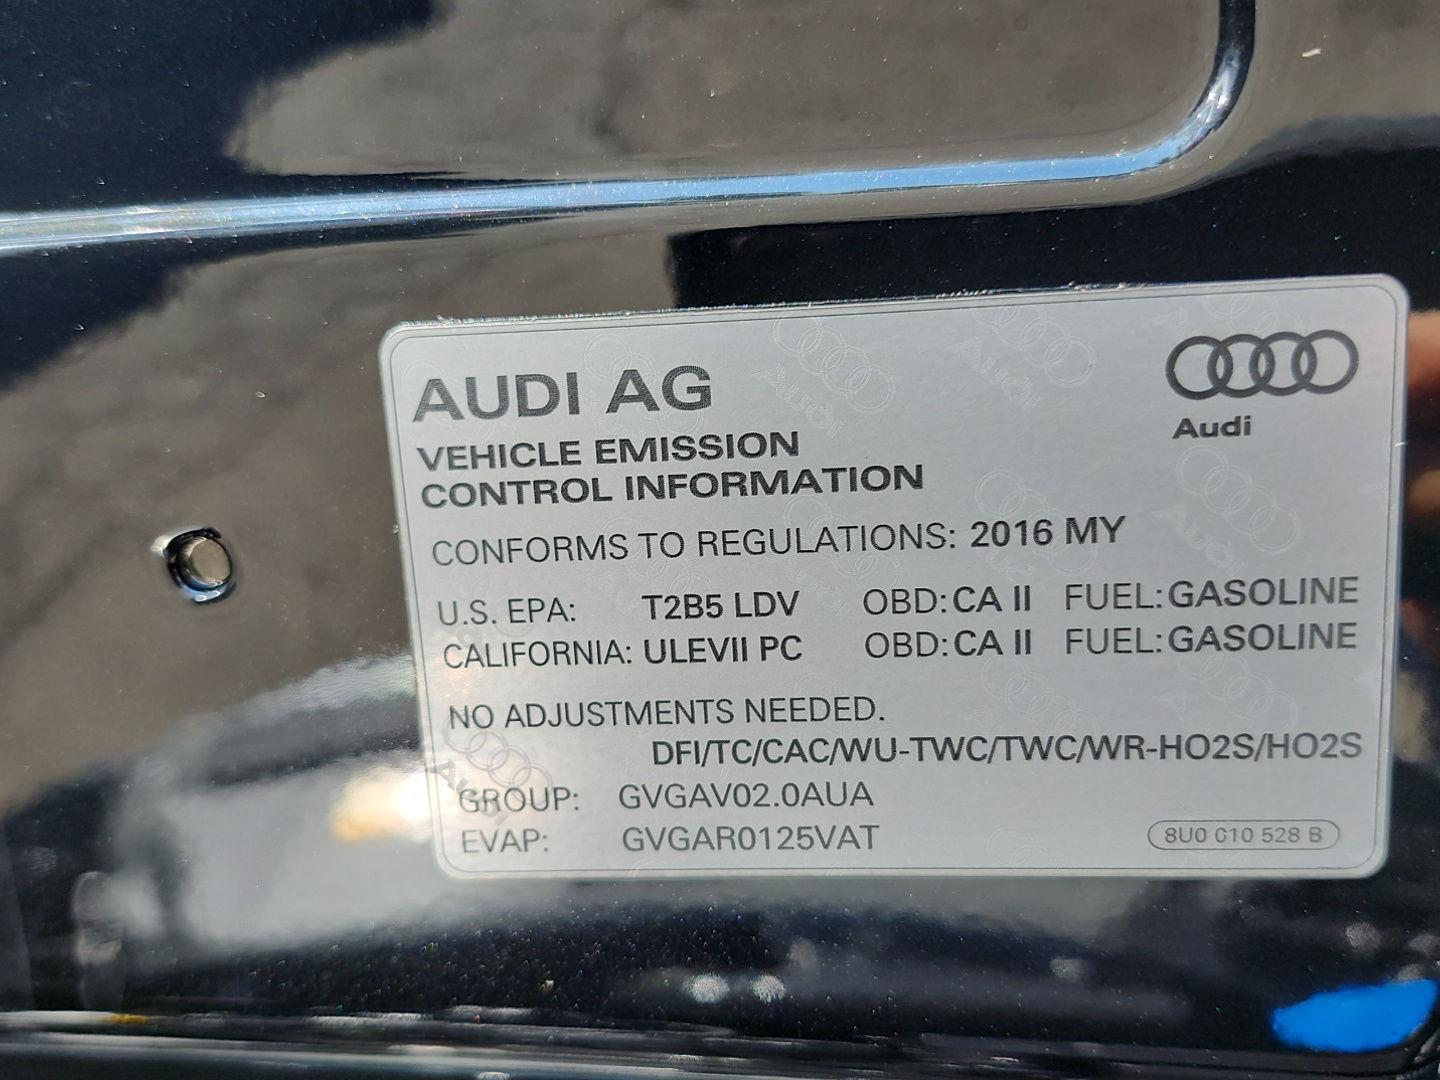 AUDI AG
Audi
VEHICLE EMISSION
CONTROL INFORMATION
CONFORMS TO REGULATIONS: 2016 MY
U.S. EPA: T2B5 LDV OBD: CA II FUEL: GASOLINE
CALIFORNIA: ULEVII PC OBD: CA II FUEL: GASOLINE
NO ADJUSTMENTS NEEDED.
DFI/TC/CAC/WU-TWC/TWC/WR-HO2S/HO2S
GROUP: GVGAV02.0AUA
EVAP: GVGAR0125VAT
8U0 010 528 B